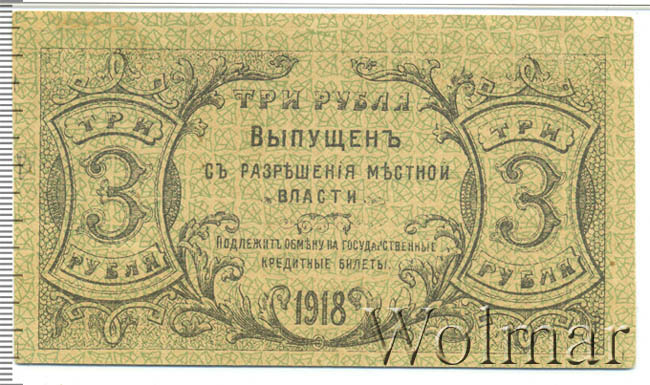 ТРИ РУБЛЯ
ТРИ
3
РУБЛЯ
ВЫПУЩЕНЪ
СЪ РАЗРѢШЕНІЯ МѢСТНОЙ
ВЛАСТИ.
ПОДЛЕЖИТЪ ОБМѢНУ НА ГОСУДАРСТВЕННЫЕ
КРЕДИТНЫЕ БИЛЕТЫ.
1918
ТРИ
3
РУБЛЯ
Wolmar